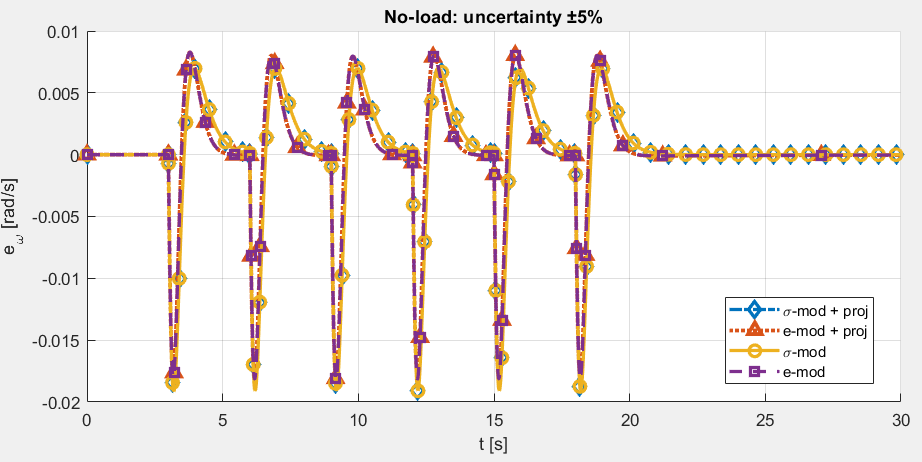 No-load: uncertainty ±5%
0.01
0.005
0
-0.005
-0.01
-0.015
-0.02
e ω [rad/s]
0 5 10 15 20 25 30
t [s]
σ-mod + proj
e-mod + proj
σ-mod
e-mod